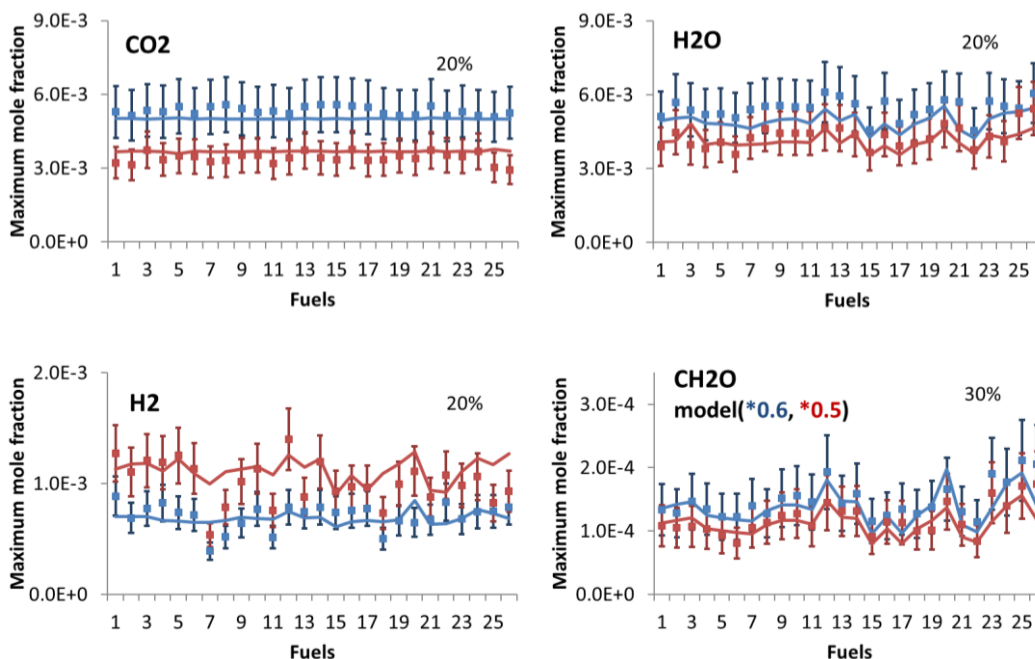 9.0E-3
6.0E-3
3.0E-3
0.0E+0
Maximum mole fraction
CO2
20%
1 3 5 7 9 11 13 15 17 19 21 23 25
Fuels
9.0E-3
6.0E-3
3.0E-3
0.0E+0
Maximum mole fraction
H2O
20%
1 3 5 7 9 11 13 15 17 19 21 23 25
Fuels
2.0E-3
1.0E-3
0.0E+0
Maximum mole fraction
H2
20%
1 3 5 7 9 11 13 15 17 19 21 23 25
Fuels
3.0E-4
2.0E-4
1.0E-4
0.0E+0
Maximum mole fraction
CH2O
model(*0.6, *0.5)
30%
1 3 5 7 9 11 13 15 17 19 21 23 25
Fuels